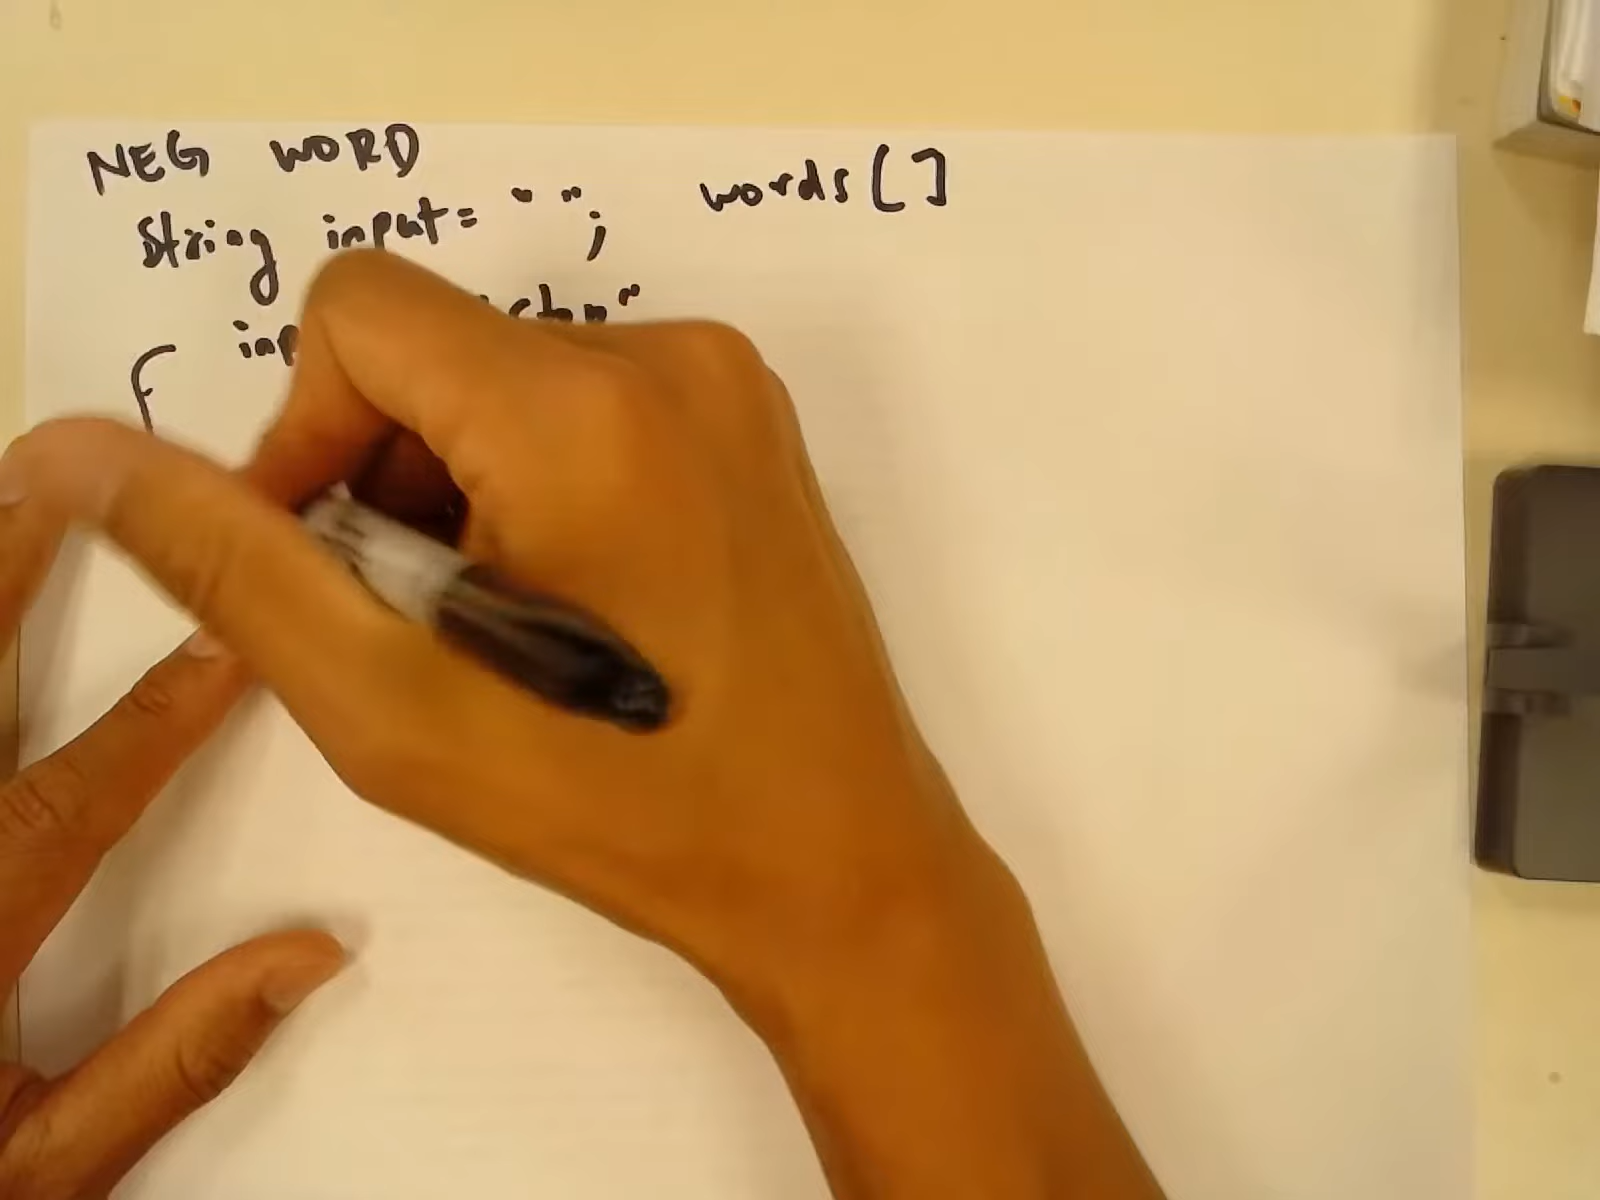 NEG WORD
String input = " "; words[]